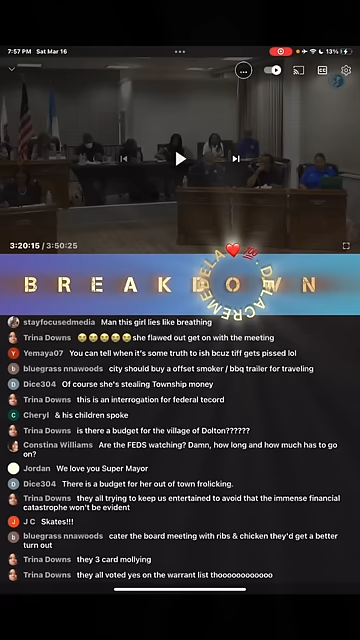 7:57 PM Sat Mar 16
13%
CC
3:20:15 / 3:50:25
BREAKDOWN
DELACREMEDELA
stayfocusedmedia Man this girl lies like breathing
Trina Downs 😂😂😂😂😂she flawed out get on with the meeting
Y Yemaya07 You can tell when it's some truth to ish bcuz tiff gets pissed lol
b bluegrass nnawoods city should buy a offset smoker / bbq trailer for traveling
D Dice304 Of course she's stealing Township money
Trina Downs this is an interrogation for federal tecord
C Cheryl & his children spoke
Trina Downs is there a budget for the village of Dolton??????
Constina Williams Are the FEDS watching? Damn, how long and how much has to go
on?
Jordan We love you Super Mayor
D Dice304 There is a budget for her out of town frolicking.
Trina Downs they all trying to keep us entertained to avoid that the immense financial
catastrophe won't be evident
J J C Skates!!!
b bluegrass nnawoods cater the board meeting with ribs & chicken they'd get a better
turn out
Trina Downs they 3 card mollying
Trina Downs they all voted yes on the warrant list thoooooooooooo